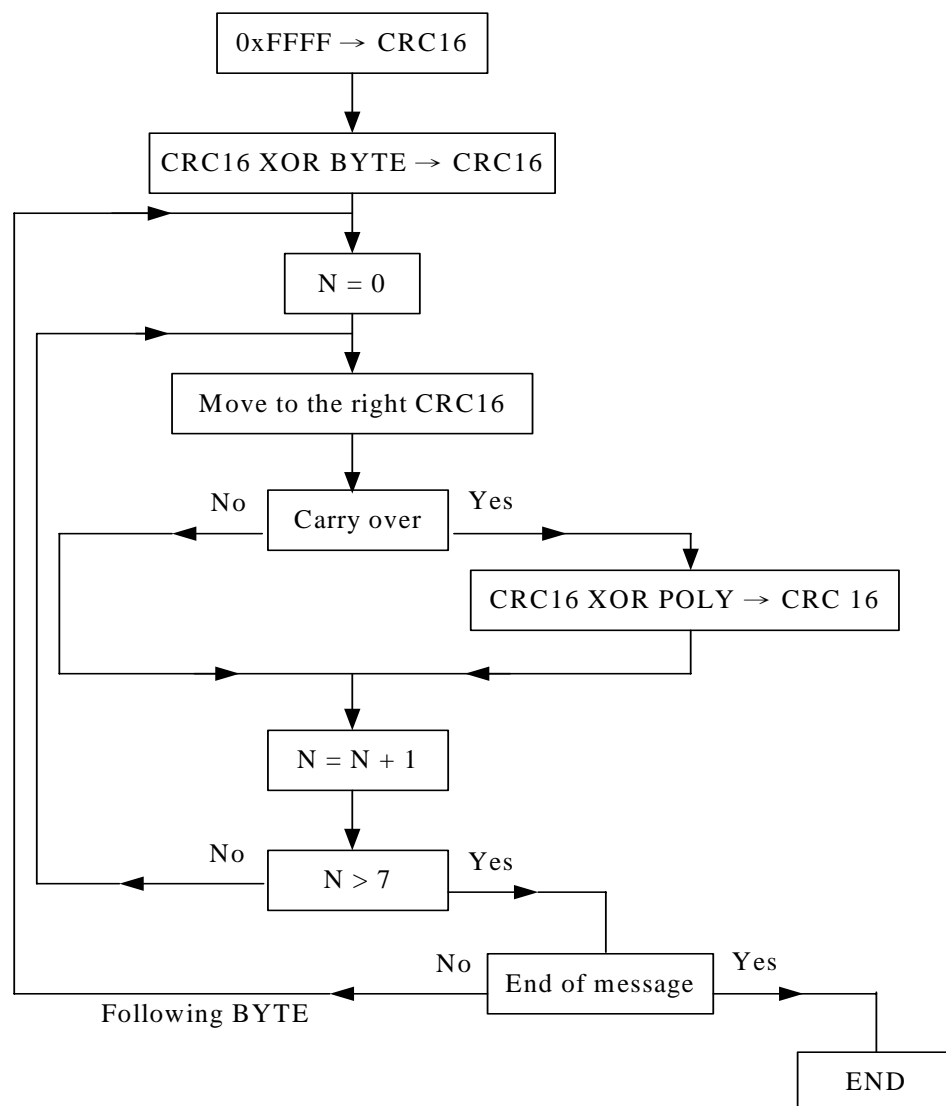 0xFFFF → CRC16
CRC16 XOR BYTE → CRC16
N = 0
Move to the right CRC16
No
Carry over
Yes
CRC16 XOR POLY → CRC 16
N = N + 1
No
N > 7
Yes
No
End of message
Yes
Following BYTE
END